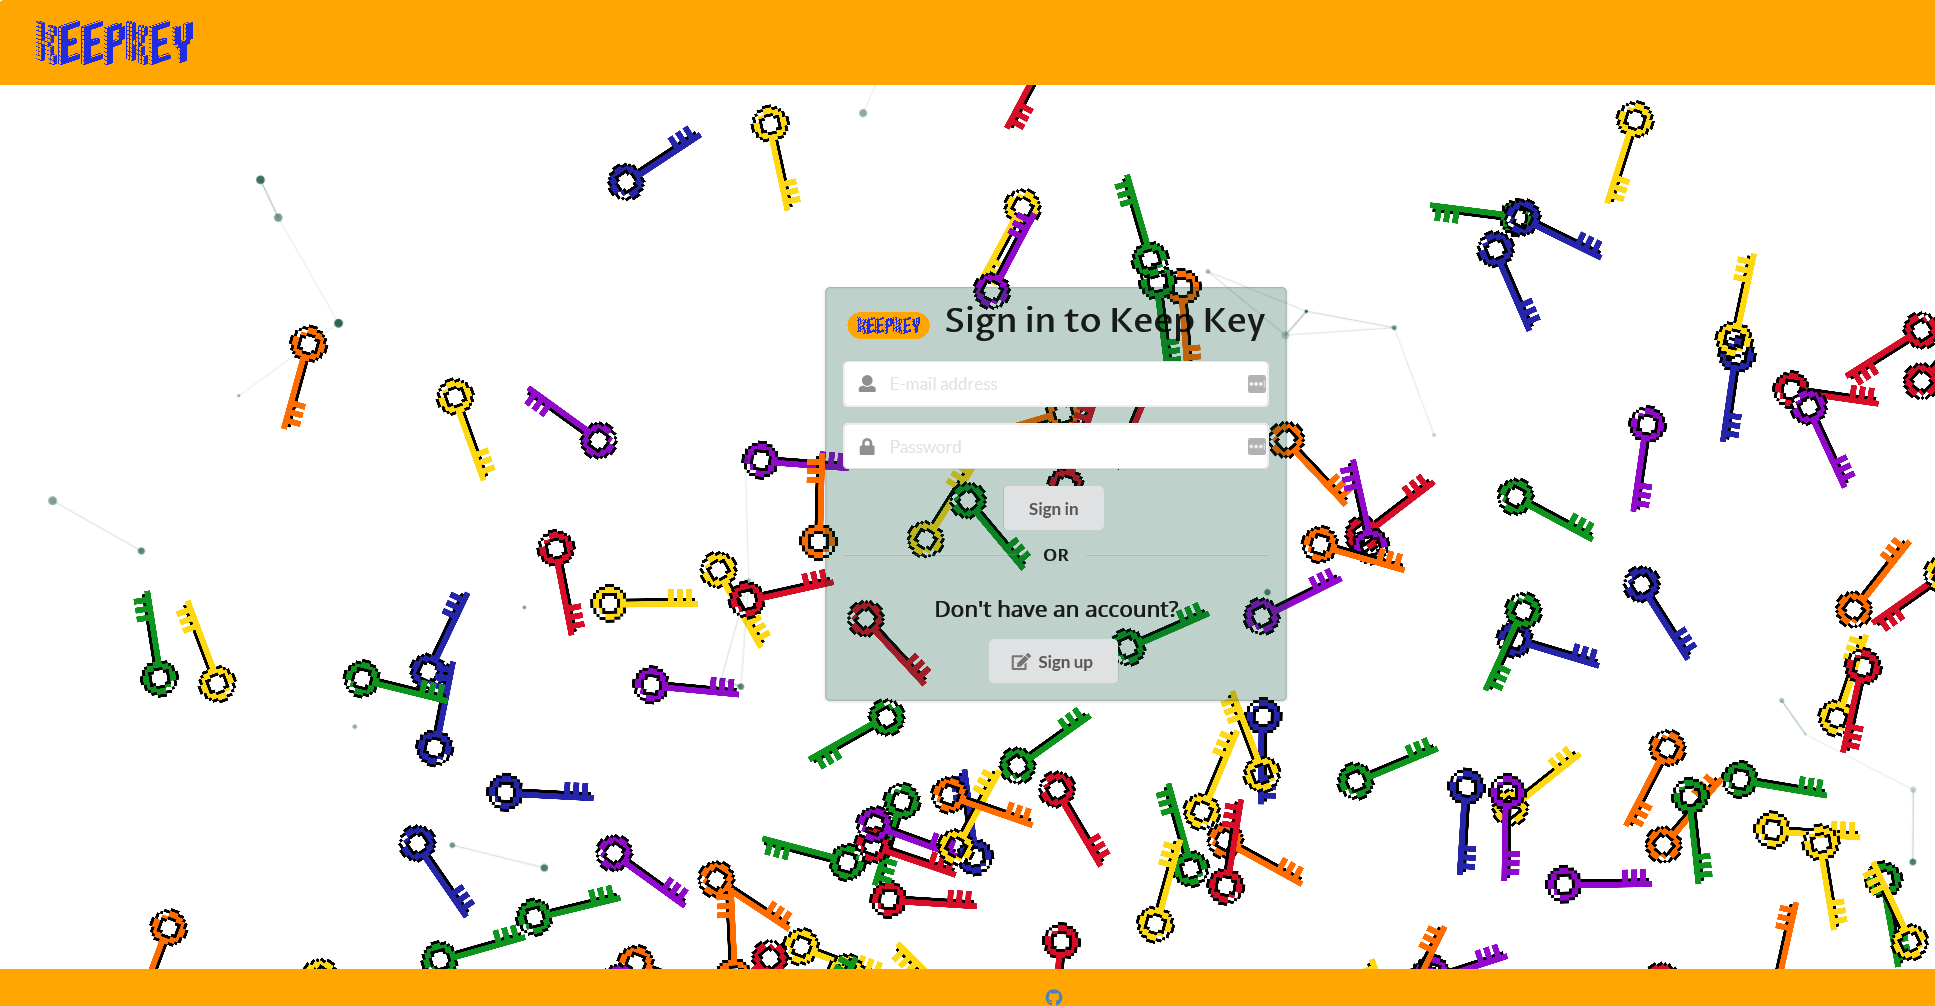 KEEPKEY
KEEPKEY Sign in to Keep Key
E-mail address
Password
Sign in
OR
Don't have an account?
Sign up